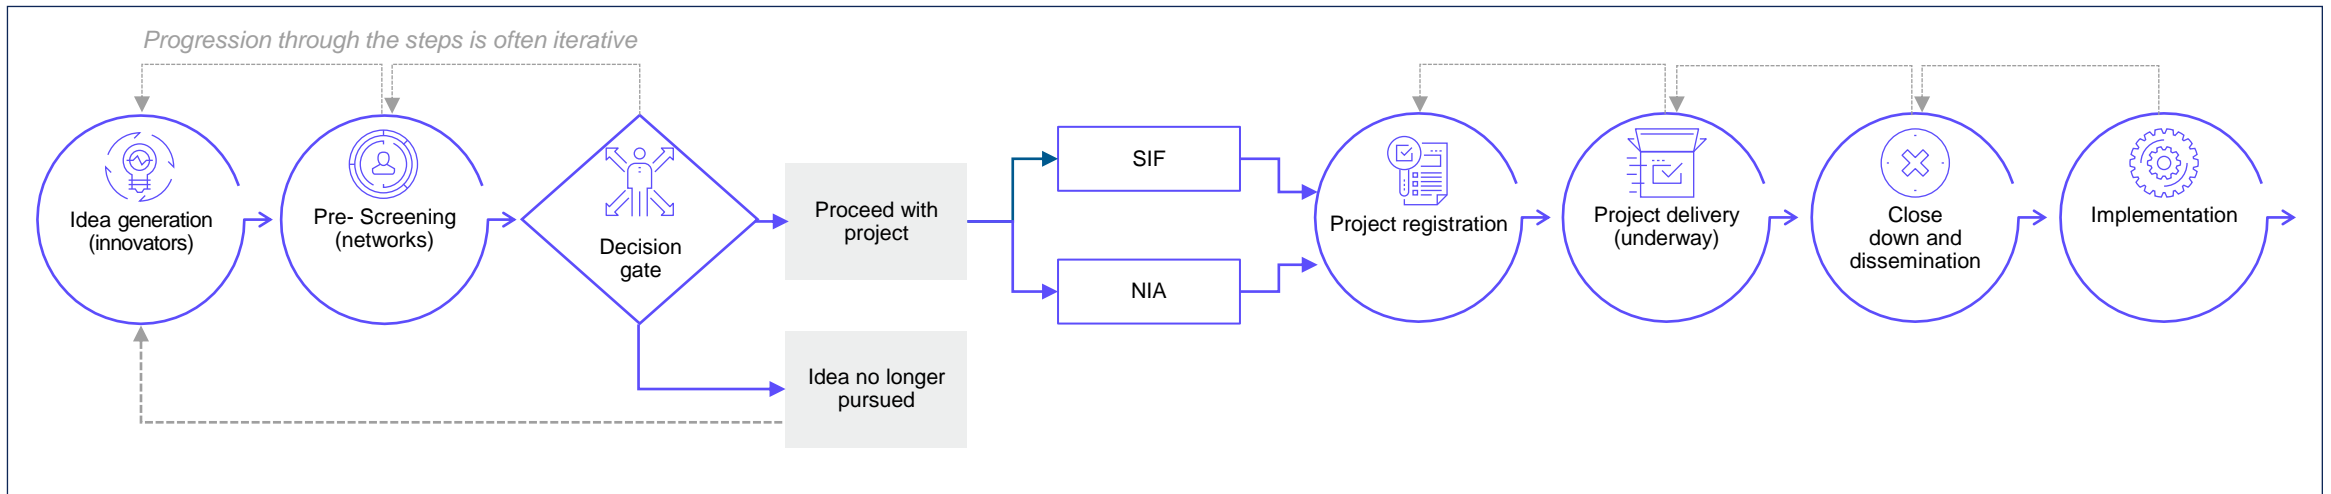 Progression through the steps is often iterative
Idea generation
(innovators)
Pre- Screening
(networks)
Decision
gate
Proceed with
project
Idea no longer
pursued
SIF
NIA
Project registration
Project delivery
(underway)
Close
down and
dissemination
Implementation